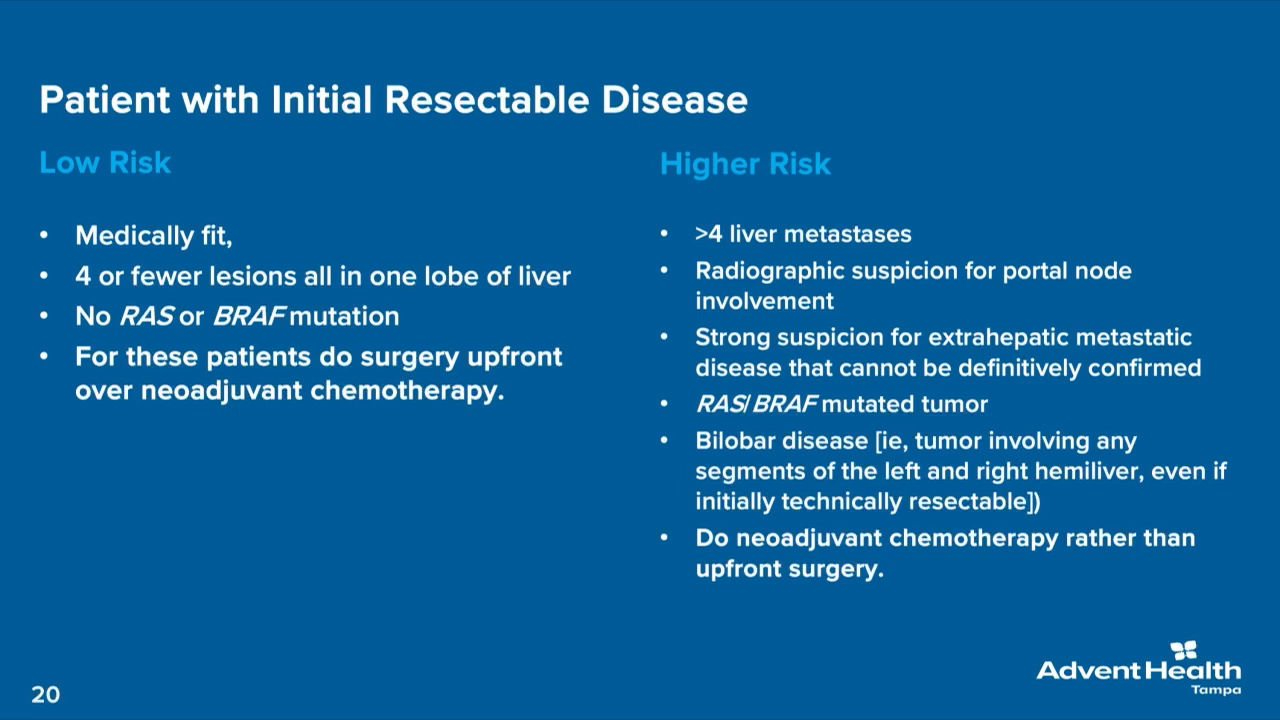 Patient with Initial Resectable Disease
Low Risk
• Medically fit,
• 4 or fewer lesions all in one lobe of liver
• No RAS or BRAF mutation
• For these patients do surgery upfront
over neoadjuvant chemotherapy.
Higher Risk
• >4 liver metastases
• Radiographic suspicion for portal node
involvement
• Strong suspicion for extrahepatic metastatic
disease that cannot be definitively confirmed
• RAS/BRAF mutated tumor
• Bilobar disease [ie, tumor involving any
segments of the left and right hemiliver, even if
initially technically resectable])
• Do neoadjuvant chemotherapy rather than
upfront surgery.
20
AdventHealth
Tampa